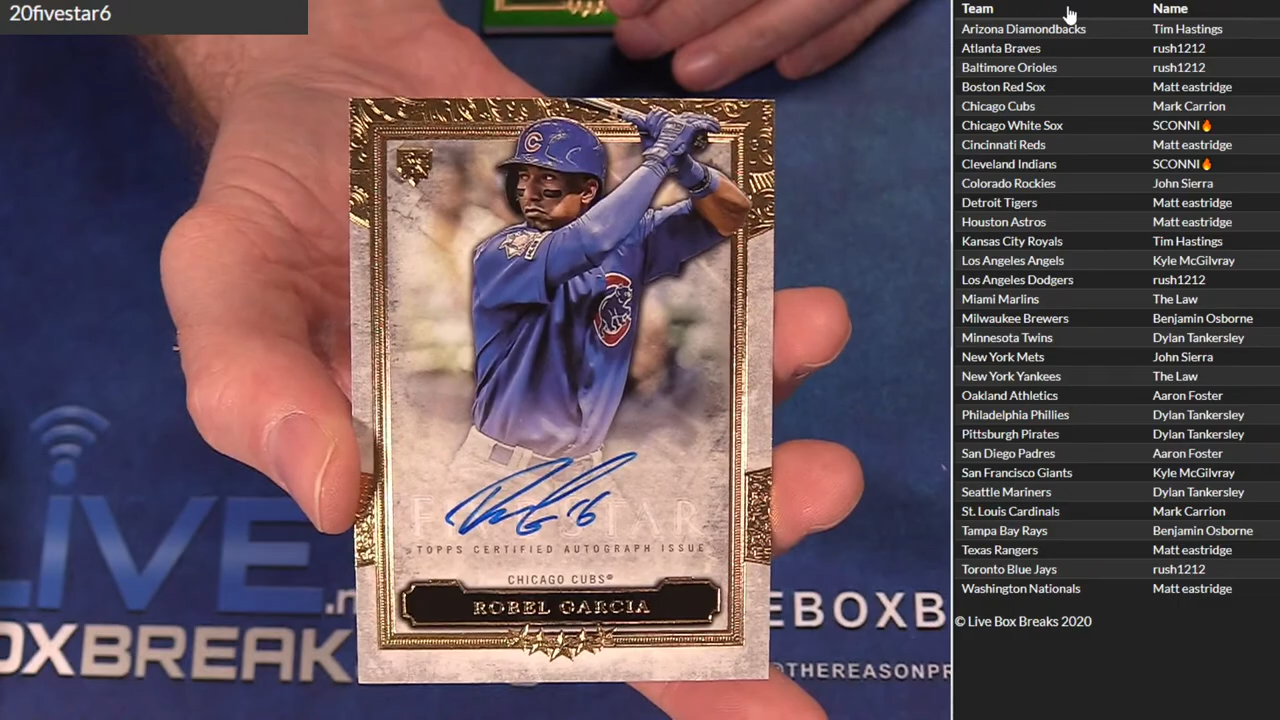 20fivestar6
Team Name
Arizona Diamondbacks Tim Hastings
Atlanta Braves rush1212
Baltimore Orioles rush1212
Boston Red Sox Matt eastridge
Chicago Cubs Mark Carrion
Chicago White Sox SCONNI🔥
Cincinnati Reds Matt eastridge
Cleveland Indians SCONNI🔥
Colorado Rockies John Sierra
Detroit Tigers Matt eastridge
Houston Astros Matt eastridge
Kansas City Royals Tim Hastings
Los Angeles Angels Kyle McGilvray
Los Angeles Dodgers rush1212
Miami Marlins The Law
Milwaukee Brewers Benjamin Osborne
Minnesota Twins Dylan Tankersley
New York Mets John Sierra
New York Yankees The Law
Oakland Athletics Aaron Foster
Philadelphia Phillies Dylan Tankersley
Pittsburgh Pirates Dylan Tankersley
San Diego Padres Aaron Foster
San Francisco Giants Kyle McGilvray
Seattle Mariners Dylan Tankersley
St. Louis Cardinals Mark Carrion
Tampa Bay Rays Benjamin Osborne
Texas Rangers Matt eastridge
Toronto Blue Jays rush1212
Washington Nationals Matt eastridge
© Live Box Breaks 2020
C
FIVE STAR
TOPPS CERTIFIED AUTOGRAPH ISSUE
CHICAGO CUBS®
ROBEL GARCIA
LIVE
OXBREAK
EBOXB
@THEREASONPR